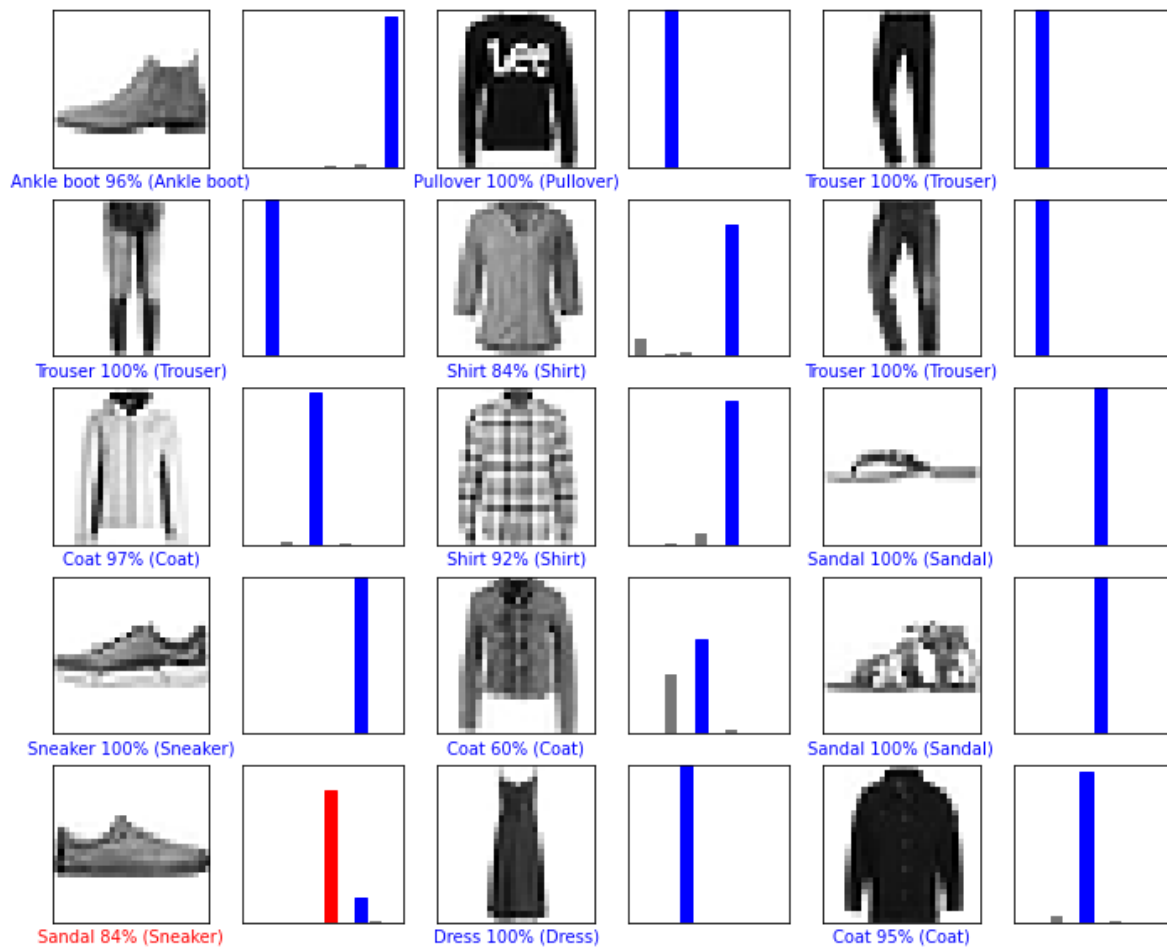 Lee
Ankle boot 96% (Ankle boot)
Pullover 100% (Pullover)
Trouser 100% (Trouser)
Trouser 100% (Trouser)
Shirt 84% (Shirt)
Trouser 100% (Trouser)
Coat 97% (Coat)
Shirt 92% (Shirt)
Sandal 100% (Sandal)
Sneaker 100% (Sneaker)
Coat 60% (Coat)
Sandal 100% (Sandal)
Sandal 84% (Sneaker)
Dress 100% (Dress)
Coat 95% (Coat)